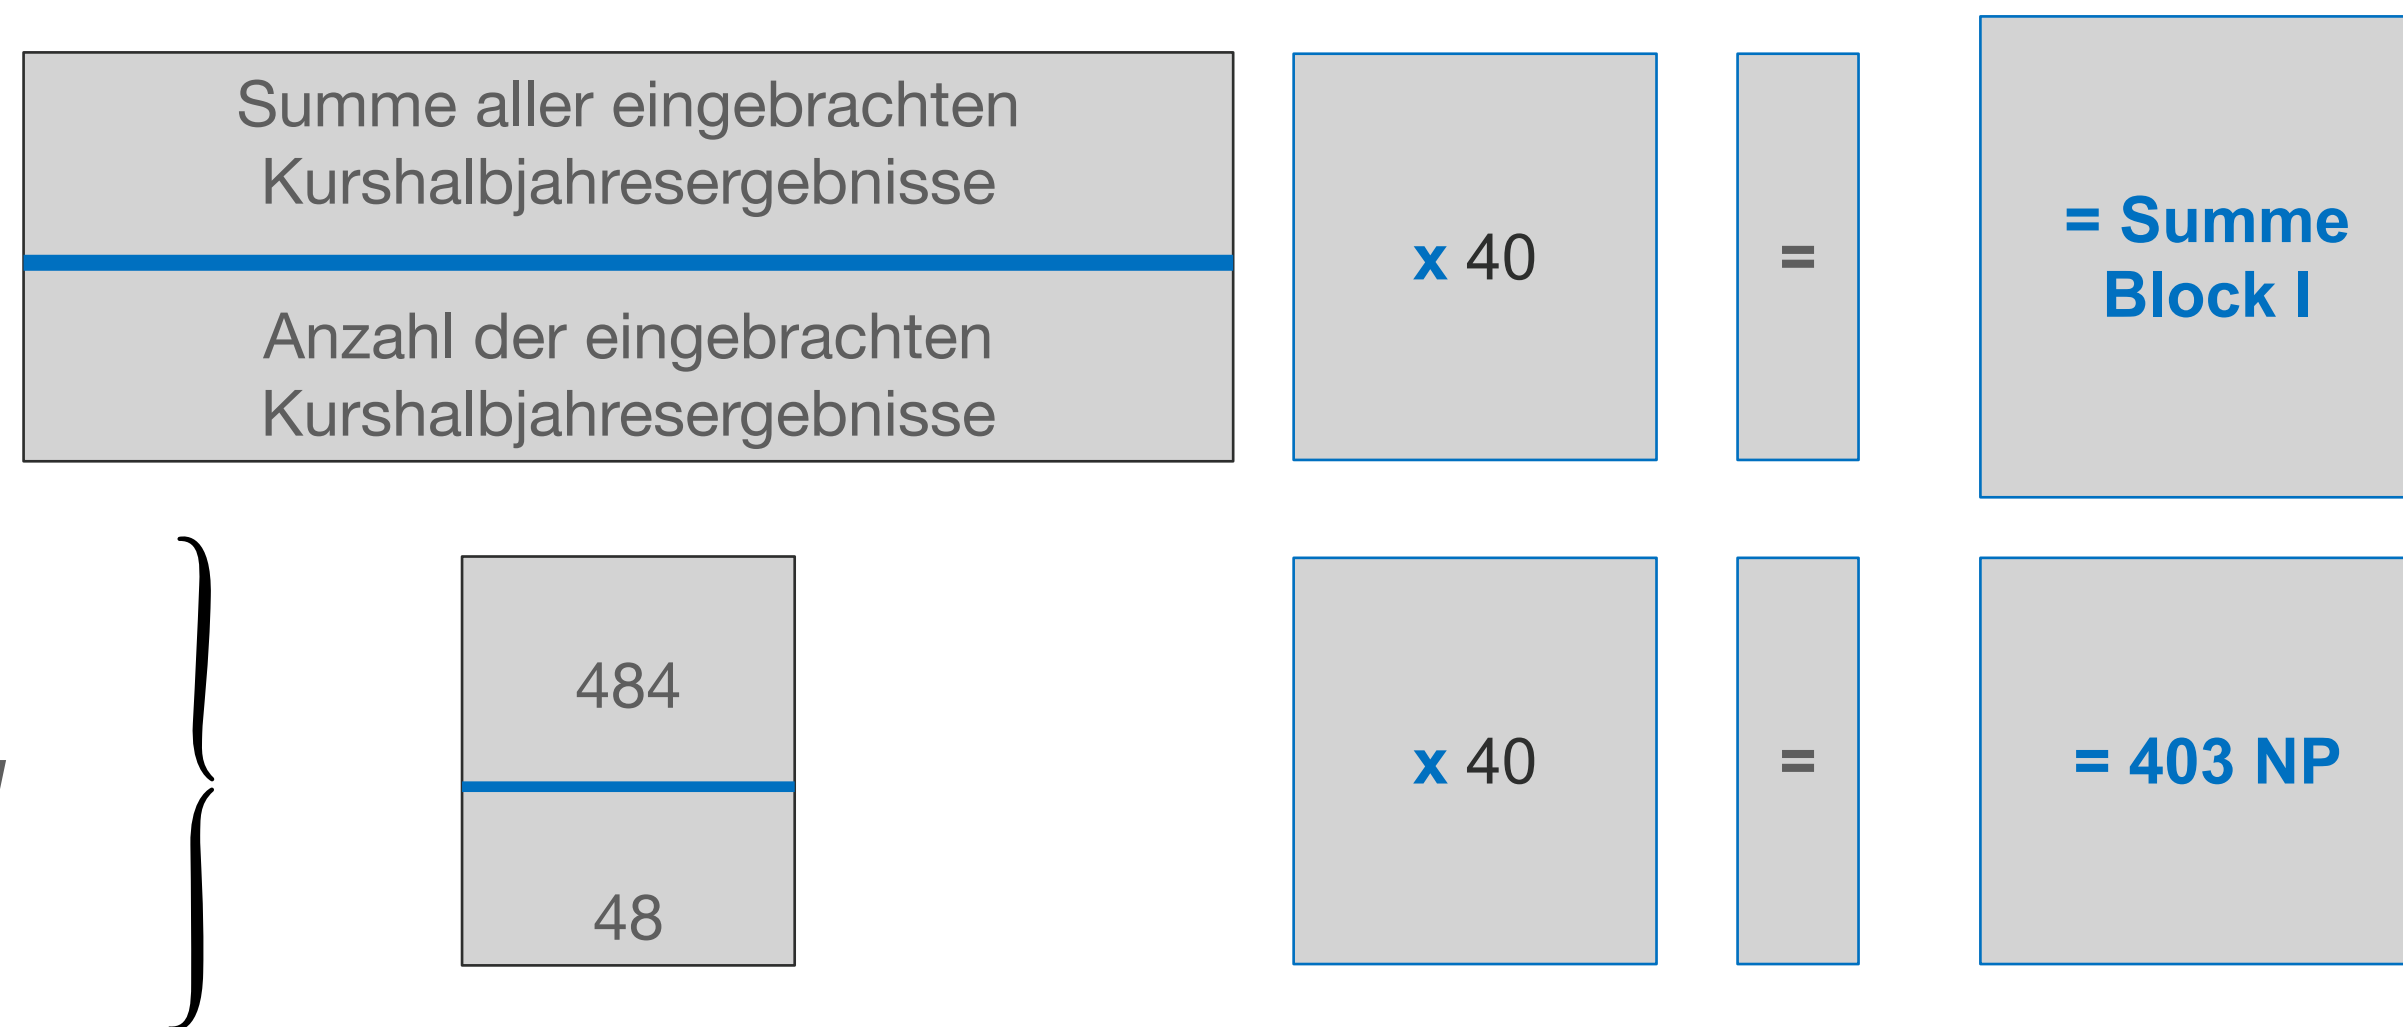 Summe aller eingebrachten
Kurshalbjahresergebnisse
Anzahl der eingebrachten
Kurshalbjahresergebnisse
x 40
=
= Summe
Block I
484
48
x 40
=
= 403 NP